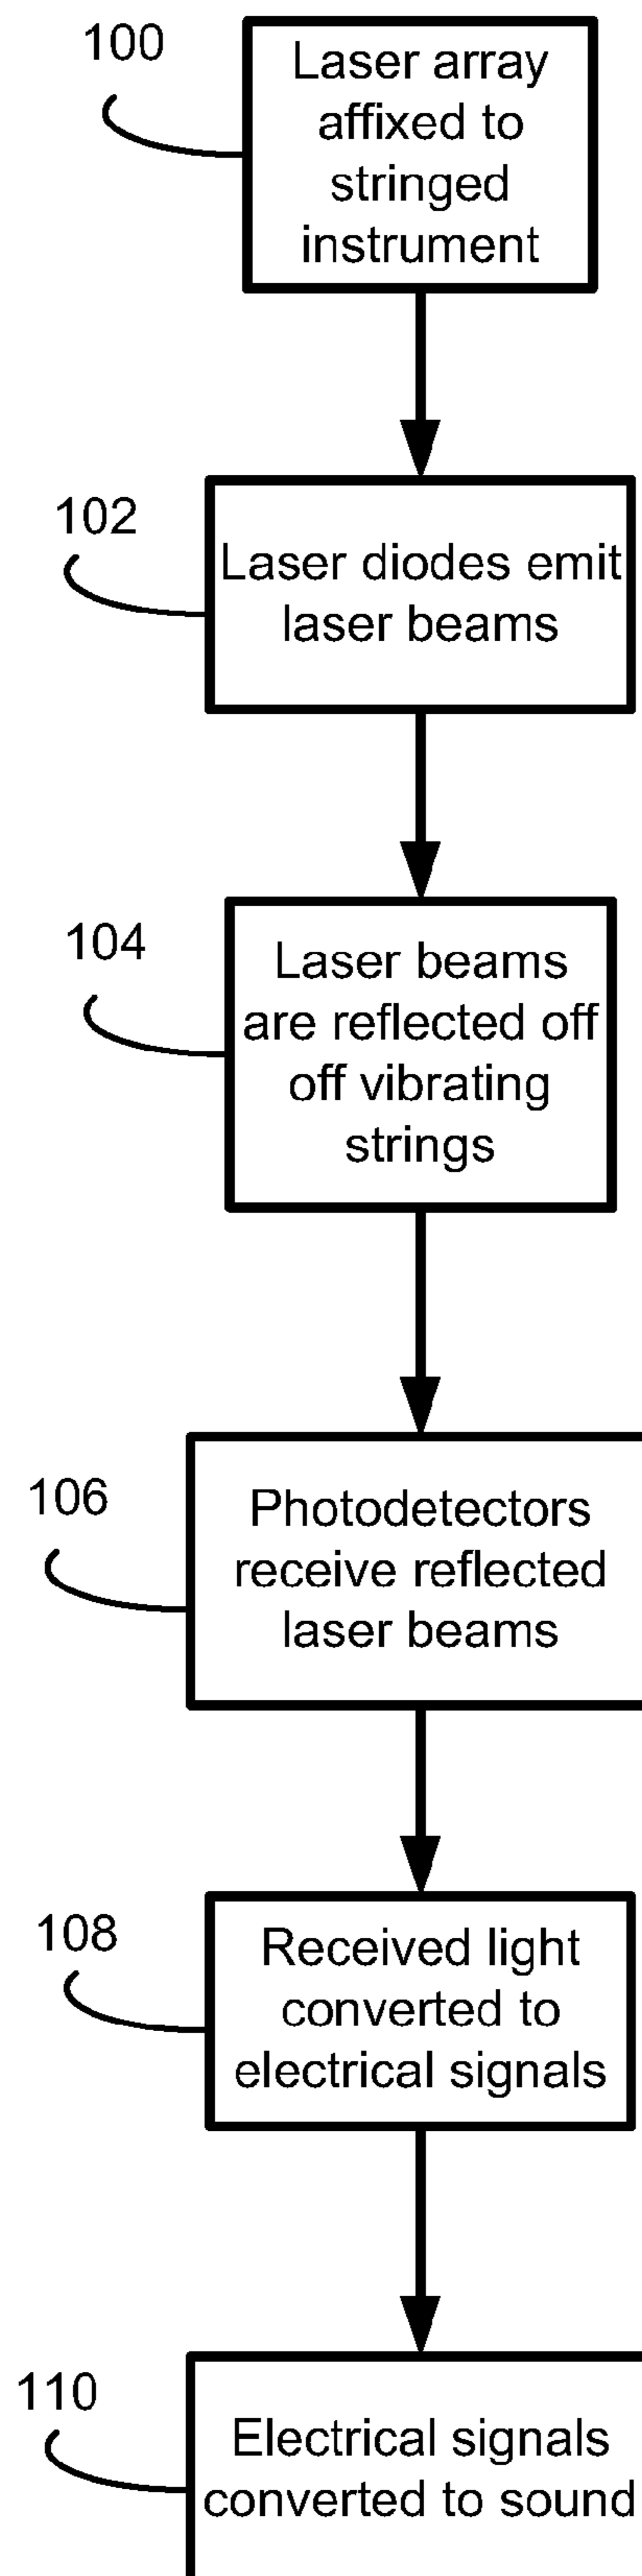 100
Laser array
affixed to
stringed
instrument
102
Laser diodes emit
laser beams
104
Laser beams
are reflected off
off vibrating
strings
106
Photodetectors
receive reflected
laser beams
108
Received light
converted to
electrical signals
110
Electrical signals
converted to sound